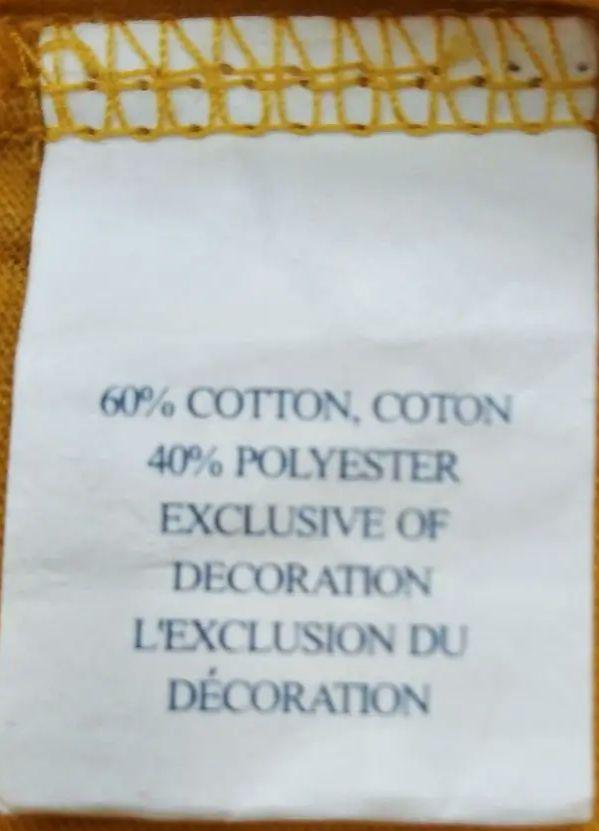 60% COTTON, COTON
40% POLYESTER
EXCLUSIVE OF
DECORATION
L'EXCLUSION DU
DÉCORATION